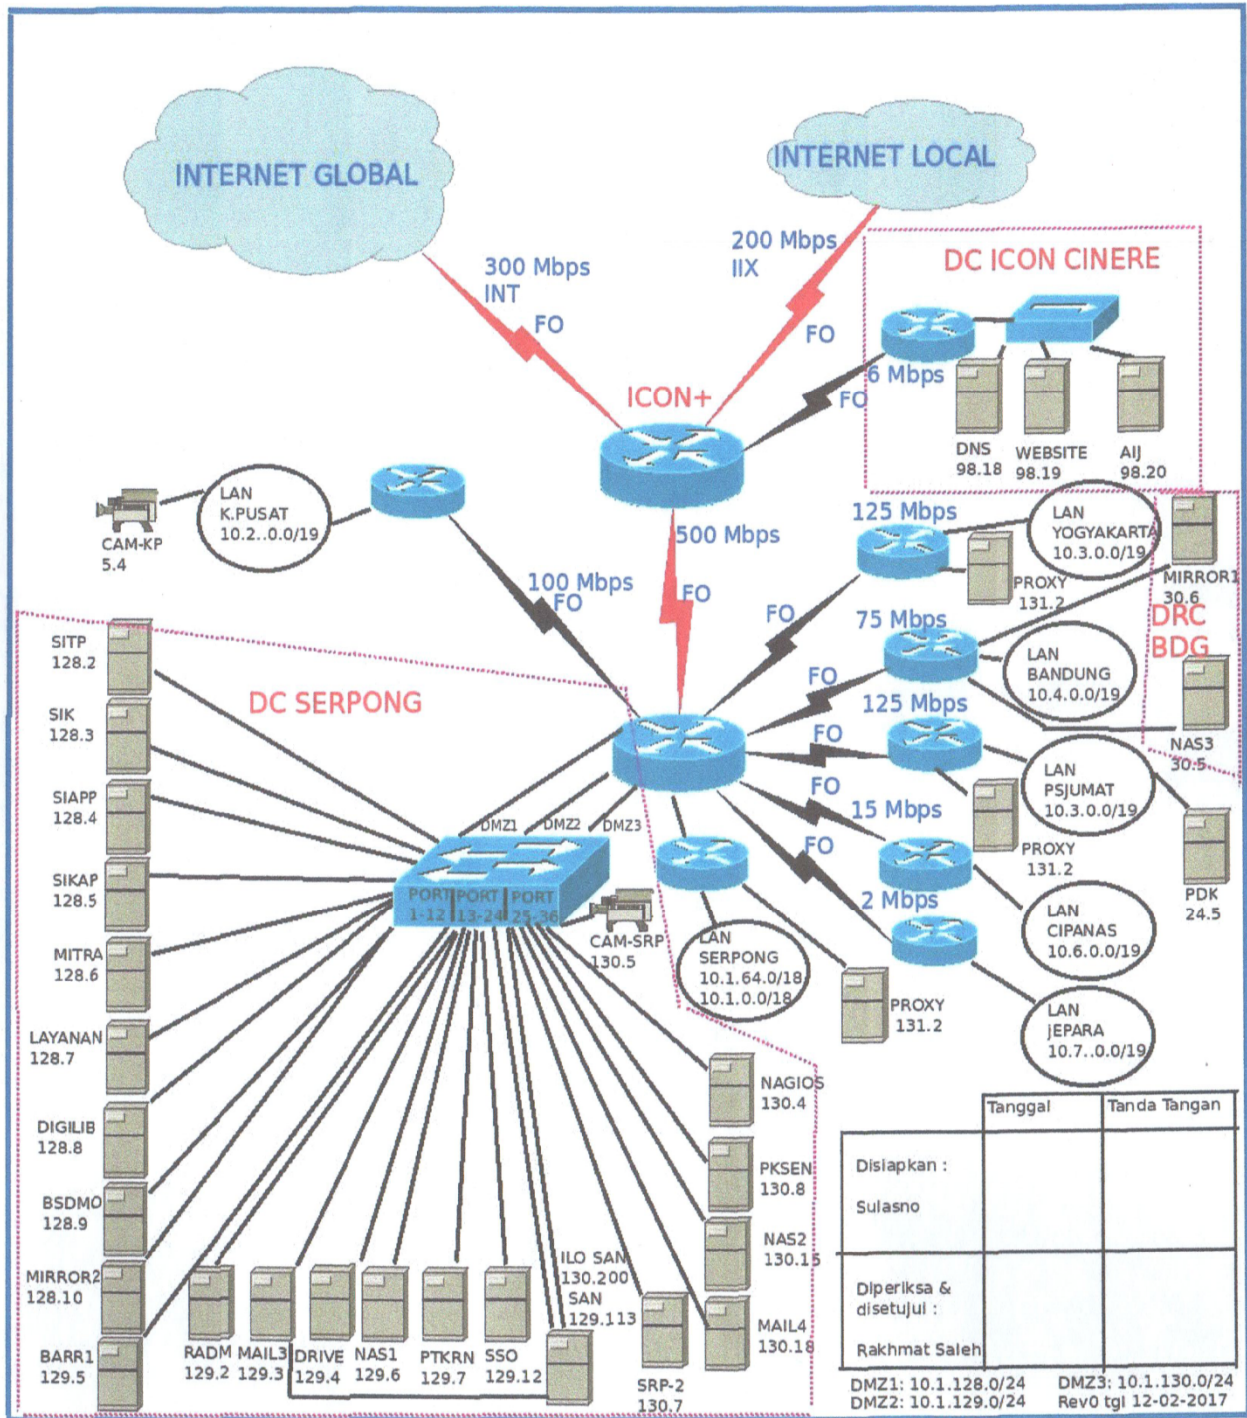 INTERNET GLOBAL
INTERNET LOCAL
300 Mbps
INT
FO
200 Mbps
IIX
FO
DC ICON CINERE
6 Mbps
FO
DNS
98.18
WEBSITE
98.19
AIJ
98.20
ICON+
LAN
K.PUSAT
10.2..0.0/19
CAM-KP
5.4
100 Mbps
FO
500 Mbps
FO
125 Mbps
FO
LAN
YOGYAKARTA
10.3.0.0/19
PROXY
131.2
MIRROR1
30.6
DRC
BDG
75 Mbps
FO
LAN
BANDUNG
10.4.0.0/19
NAS3
30.5
125 Mbps
FO
LAN
PSJUMAT
10.3.0.0/19
PROXY
131.2
PDK
24.5
15 Mbps
FO
LAN
CIPANAS
10.6.0.0/19
2 Mbps
FO
LAN
JEPARA
10.7..0.0/19
DC SERPONG
SITP
128.2
SIK
128.3
SIAPP
128.4
SIKAP
128.5
MITRA
128.6
LAYANAN
128.7
DIGILIB
128.8
BSDMO
128.9
MIRROR2
128.10
BARR1
129.5
DMZ1
DMZ2
DMZ3
PORT
1-12
PORT
13-24
PORT
25-36
CAM-SRP
130.5
LAN
SERPONG
10.1.64.0/18
10.1.0.0/18
PROXY
131.2
RADM
129.2
MAIL3
129.3
DRIVE
129.4
NAS1
129.6
PTKRN
129.7
SSO
129.12
ILO SAN
130.200
SAN
129.113
SRP-2
130.7
NAGIOS
130.4
PKSEN
130.8
NAS2
130.15
MAIL4
130.18
Tanggal
Tanda Tangan
Disiapkan :
Sulasno
Diperiksa &
disetujui :
Rakhmat Saleh
DMZ1: 10.1.128.0/24
DMZ3: 10.1.130.0/24
DMZ2: 10.1.129.0/24
Rev0 tgl 12-02-2017